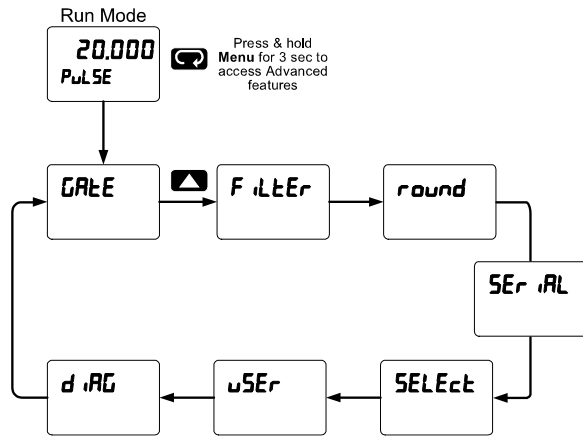 Run Mode
20.000
PuLSE
Press & hold
Menu for 3 sec to
access Advanced
features
GAtE
FiLtEr
round
SEriAL
SELEct
uSEr
diAG